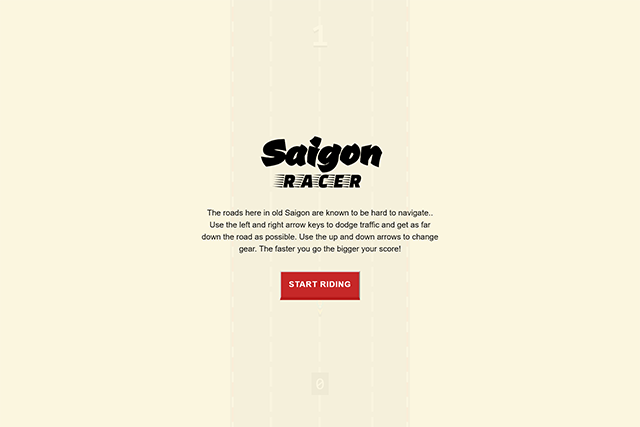 1
Saigon
RACER
The roads here in old Saigon are known to be hard to navigate..
Use the left and right arrow keys to dodge traffic and get as far
down the road as possible. Use the up and down arrows to change
gear. The faster you go the bigger your score!
START RIDING
0